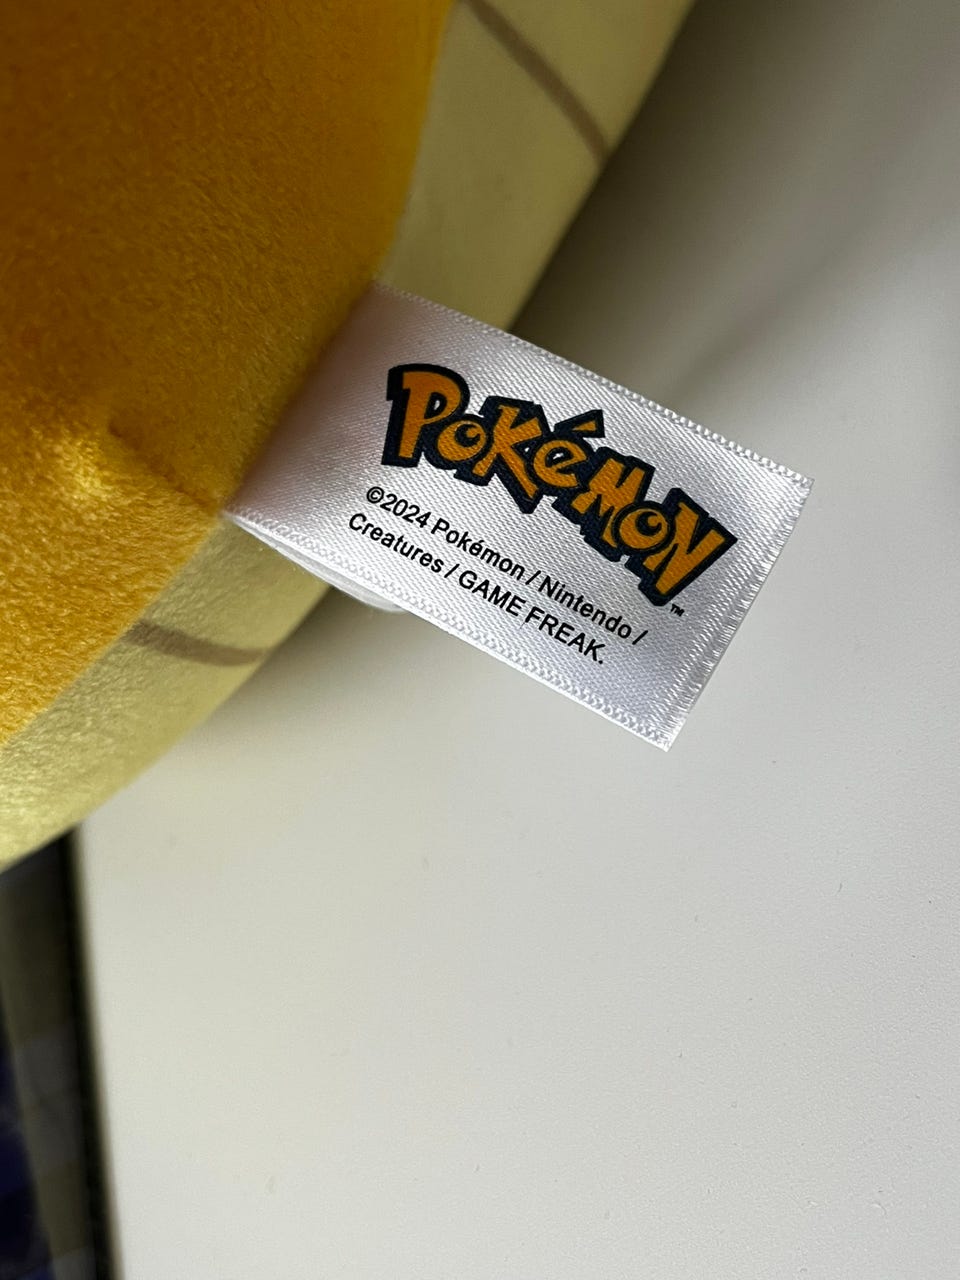 POKéMON
™
©2024 Pokémon / Nintendo /
Creatures / GAME FREAK.